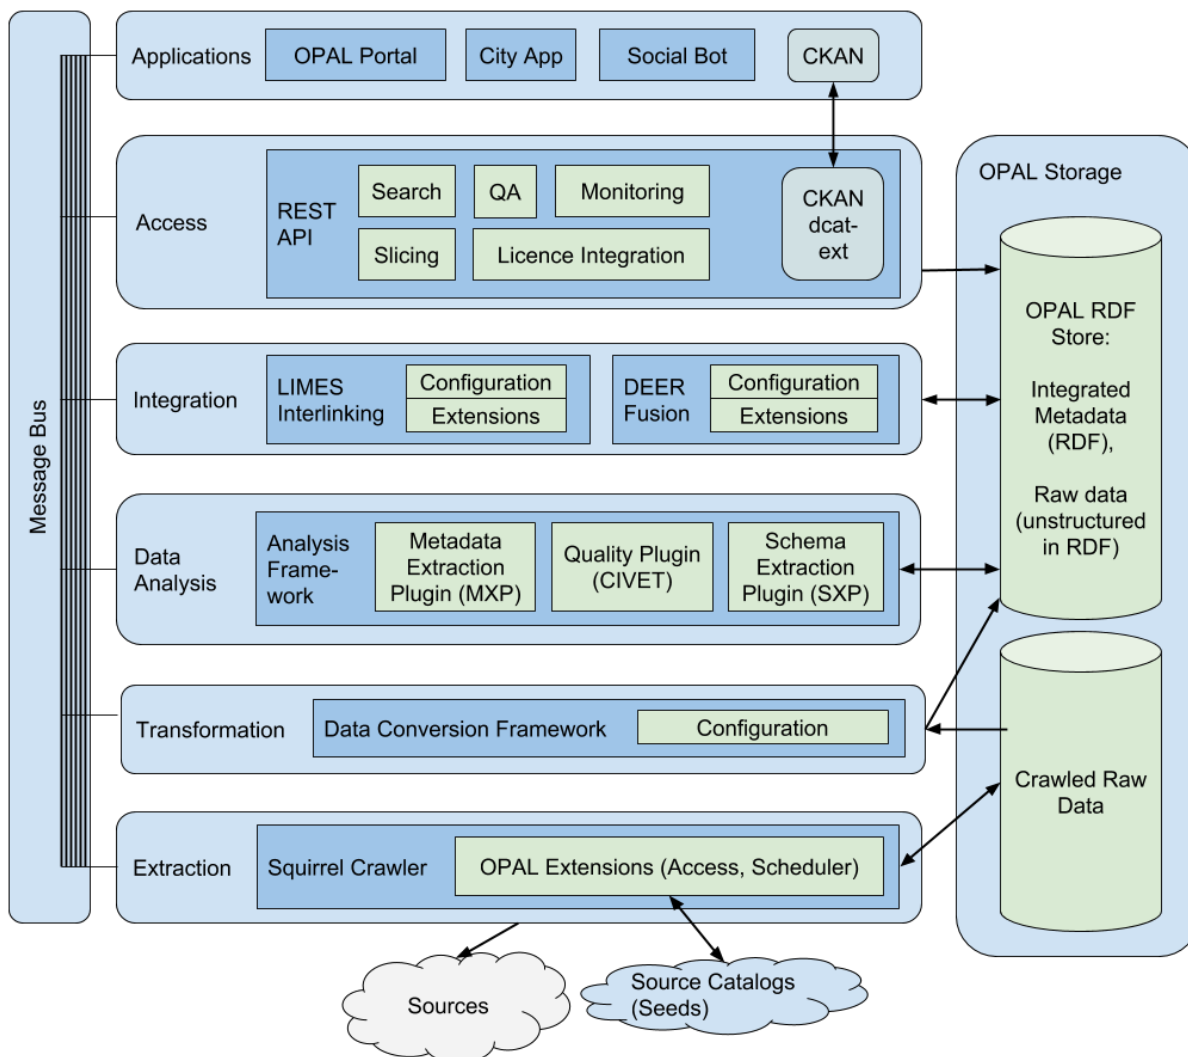 Message Bus
Applications
OPAL Portal
City App
Social Bot
CKAN
Access
REST
API
Search
QA
Monitoring
Slicing
Licence Integration
CKAN
dcat-
ext
Integration
LIMES
Interlinking
Configuration
Extensions
DEER
Fusion
Configuration
Extensions
Data
Analysis
Analysis
Frame-
work
Metadata
Extraction
Plugin (MXP)
Quality Plugin
(CIVET)
Schema
Extraction
Plugin (SXP)
Transformation
Data Conversion Framework
Configuration
Extraction
Squirrel Crawler
OPAL Extensions (Access, Scheduler)
Sources
Source Catalogs
(Seeds)
OPAL Storage
OPAL RDF
Store:
Integrated
Metadata
(RDF),
Raw data
(unstructured
in RDF)
Crawled Raw
Data